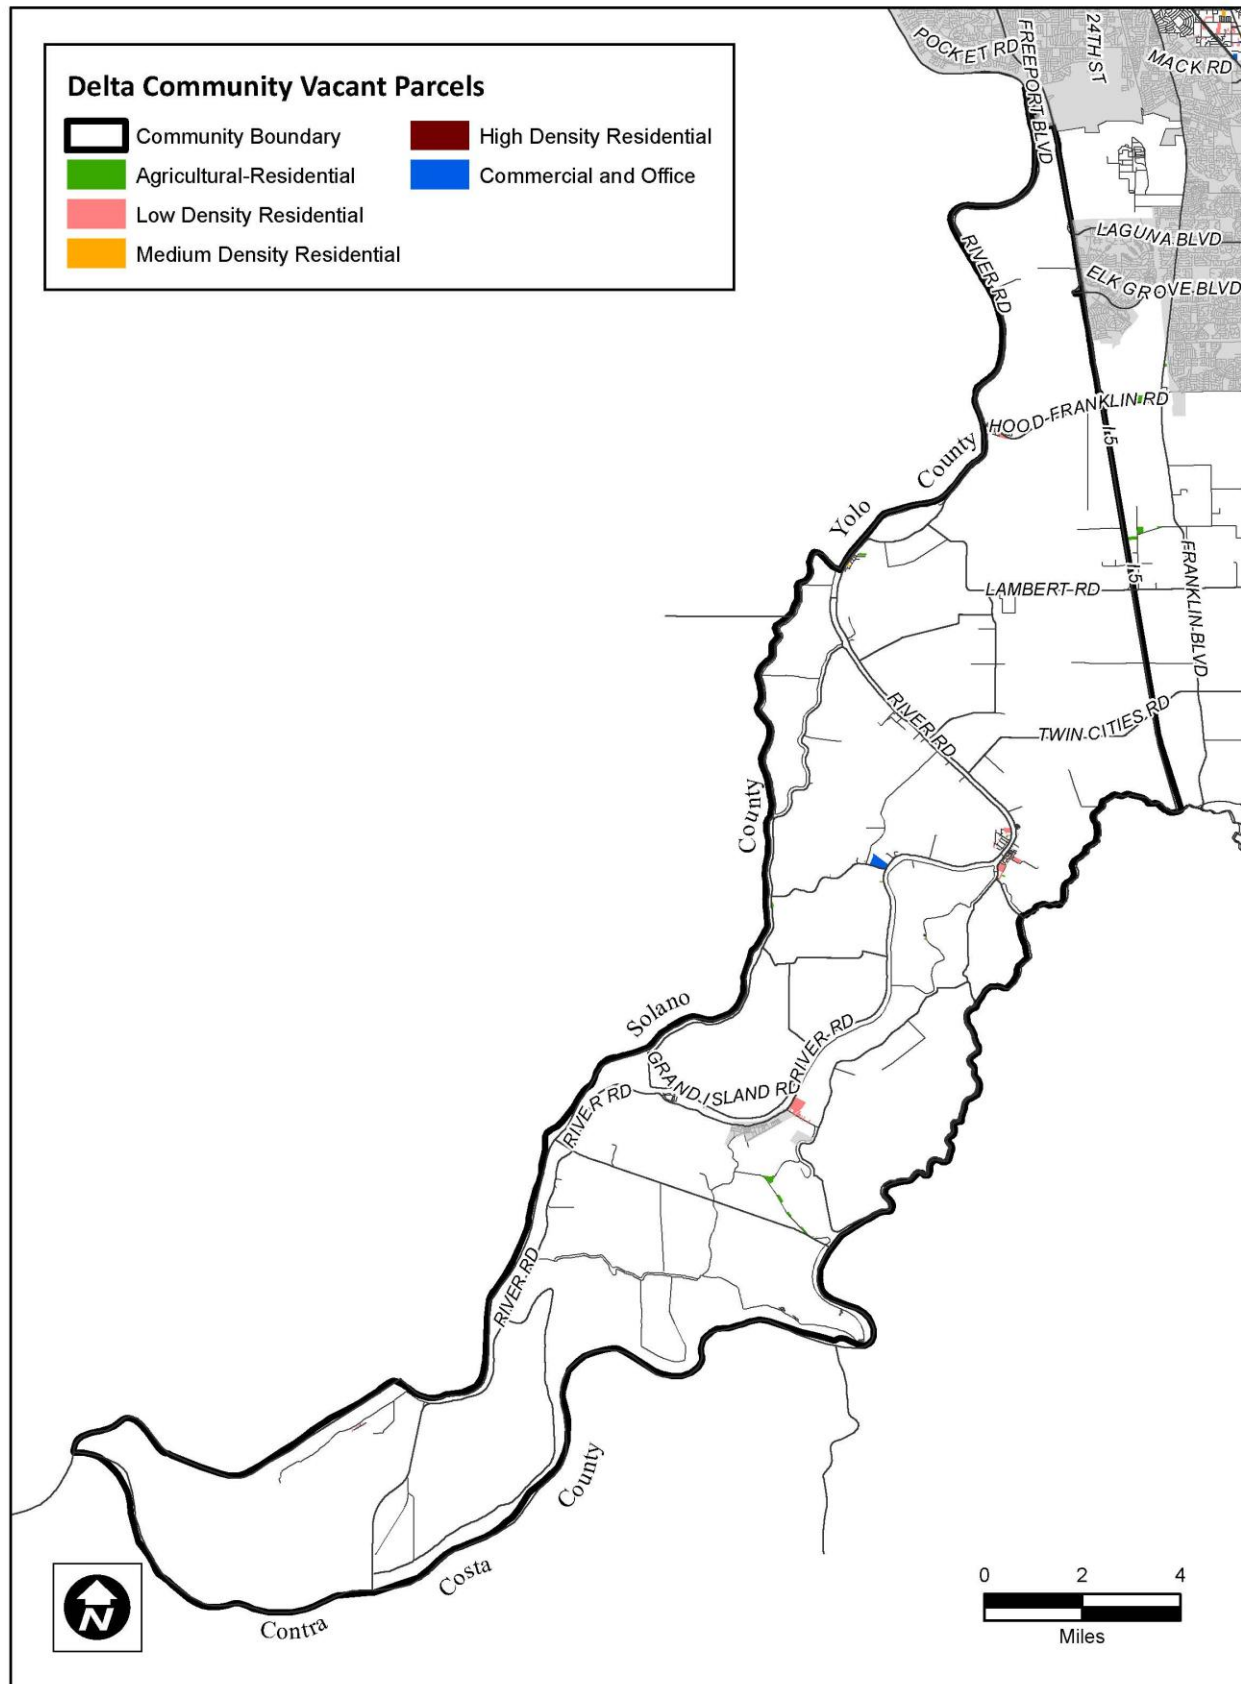 POCKET RD
FREEPORT BLVD
24TH ST
MACK RD
Delta Community Vacant Parcels
Community Boundary
High Density Residential
Agricultural-Residential
Commercial and Office
Low Density Residential
Medium Density Residential
LAGUNA BLVD
RIVER RD
ELK GROVE BLVD
HOOD-FRANKLIN RD
I-5
Yolo County
I-5
FRANKLIN BLVD
LAMBERT RD
RIVER RD
TWIN CITIES RD
Solano County
RIVER RD
GRAND ISLAND RD
RIVER RD
RIVER RD
Contra Costa County
N
0 2 4
Miles